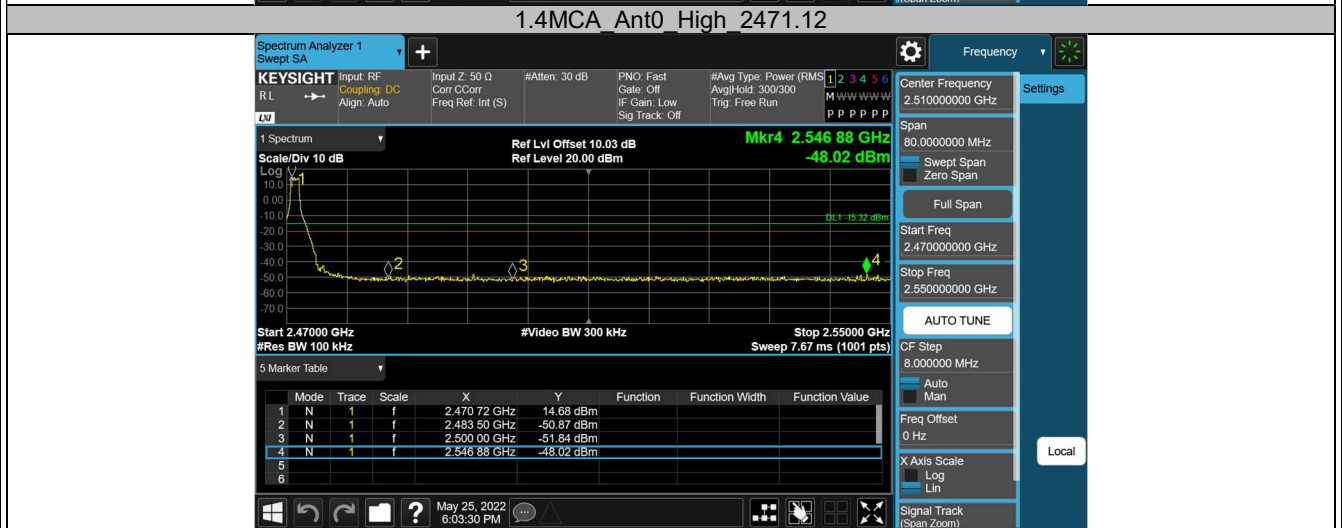 (Span Zoom)
1.4MCA_Ant0_High_2471.12
Spectrum Analyzer 1
Swept SA
+
Frequency
KEYSIGHT
RL
LXI
Input: RF
Coupling: DC
Align: Auto
Input Z: 50 Ω
Corr CCorr
Freq Ref: Int (S)
#Atten: 30 dB
PNO: Fast
Gate: Off
IF Gain: Low
Sig Track: Off
#Avg Type: Power (RMS
Avg|Hold: 300/300
Trig: Free Run
1 2 3 4 5 6
M W W W W W
P P P P P P
1 Spectrum
Scale/Div 10 dB
Ref Lvl Offset 10.03 dB
Ref Level 20.00 dBm
Mkr4 2.546 88 GHz
-48.02 dBm
Log
10.0
0.00
-10.0
-20.0
-30.0
-40.0
-50.0
-60.0
-70.0
1
2
3
4
DL1 -15.32 dBm
Start 2.47000 GHz
#Res BW 100 kHz
#Video BW 300 kHz
Stop 2.55000 GHz
Sweep 7.67 ms (1001 pts)
5 Marker Table
Mode Trace Scale X Y Function Function Width Function Value
1 N 1 f 2.470 72 GHz 14.68 dBm
2 N 1 f 2.483 50 GHz -50.87 dBm
3 N 1 f 2.500 00 GHz -51.84 dBm
4 N 1 f 2.546 88 GHz -48.02 dBm
5
6
?
May 25, 2022
6:03:30 PM
Center Frequency
2.510000000 GHz
Span
80.0000000 MHz
Swept Span
Zero Span
Full Span
Start Freq
2.470000000 GHz
Stop Freq
2.550000000 GHz
AUTO TUNE
CF Step
8.000000 MHz
Auto
Man
Freq Offset
0 Hz
X Axis Scale
Log
Lin
Signal Track
(Span Zoom)
Settings
Local